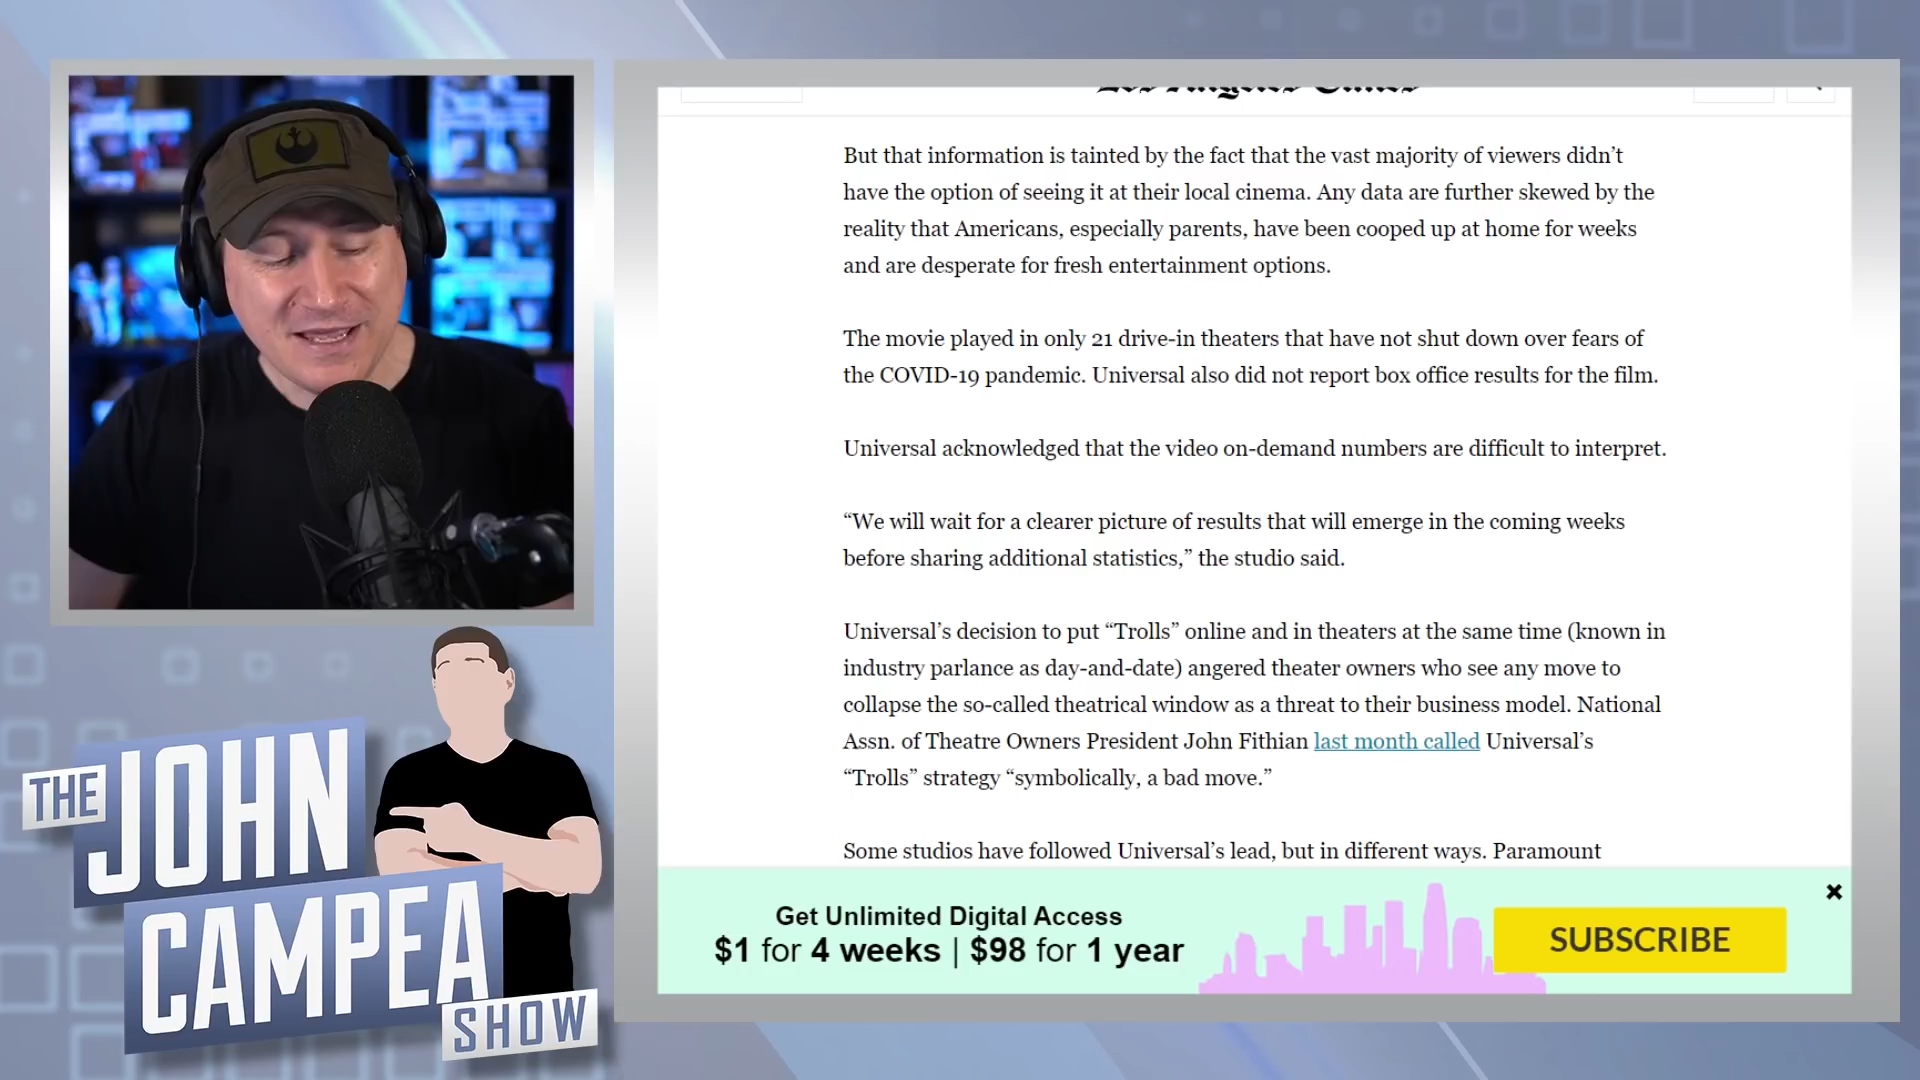 Los Angeles Times
But that information is tainted by the fact that the vast majority of viewers didn’t
have the option of seeing it at their local cinema. Any data are further skewed by the
reality that Americans, especially parents, have been cooped up at home for weeks
and are desperate for fresh entertainment options.
The movie played in only 21 drive-in theaters that have not shut down over fears of
the COVID-19 pandemic. Universal also did not report box office results for the film.
Universal acknowledged that the video on-demand numbers are difficult to interpret.
“We will wait for a clearer picture of results that will emerge in the coming weeks
before sharing additional statistics,” the studio said.
Universal’s decision to put “Trolls” online and in theaters at the same time (known in
industry parlance as day-and-date) angered theater owners who see any move to
collapse the so-called theatrical window as a threat to their business model. National
Assn. of Theatre Owners President John Fithian last month called Universal’s
“Trolls” strategy “symbolically, a bad move.”
Some studios have followed Universal’s lead, but in different ways. Paramount
Get Unlimited Digital Access
$1 for 4 weeks | $98 for 1 year
SUBSCRIBE
THE
JOHN
CAMPEA
SHOW